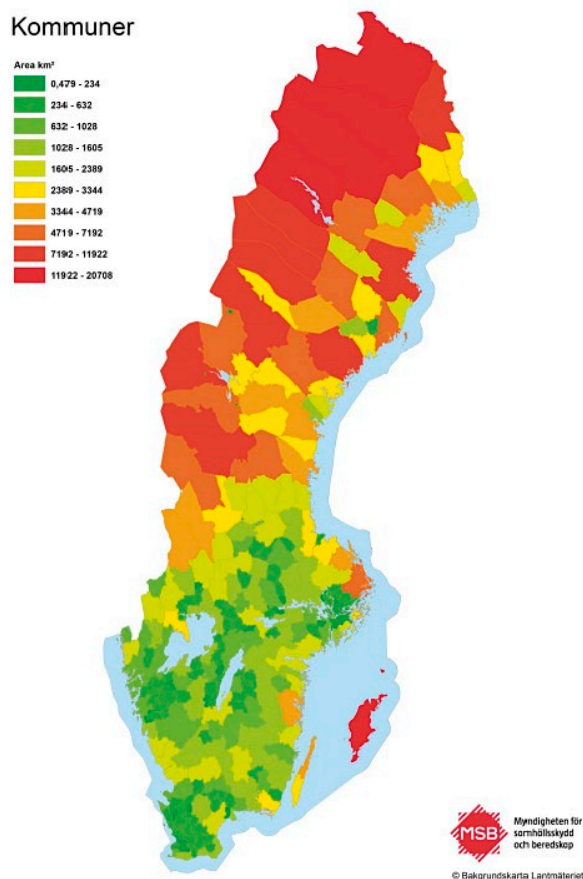 Kommuner
Area km²
0,479 - 234
234 - 632
632 - 1028
1028 - 1605
1605 - 2389
2389 - 3344
3344 - 4719
4719 - 7192
7192 - 11922
11922 - 20708
MSB
Myndigheten för
samhällsskydd
och beredskap
© Bakgrundskarta Lantmäteriet